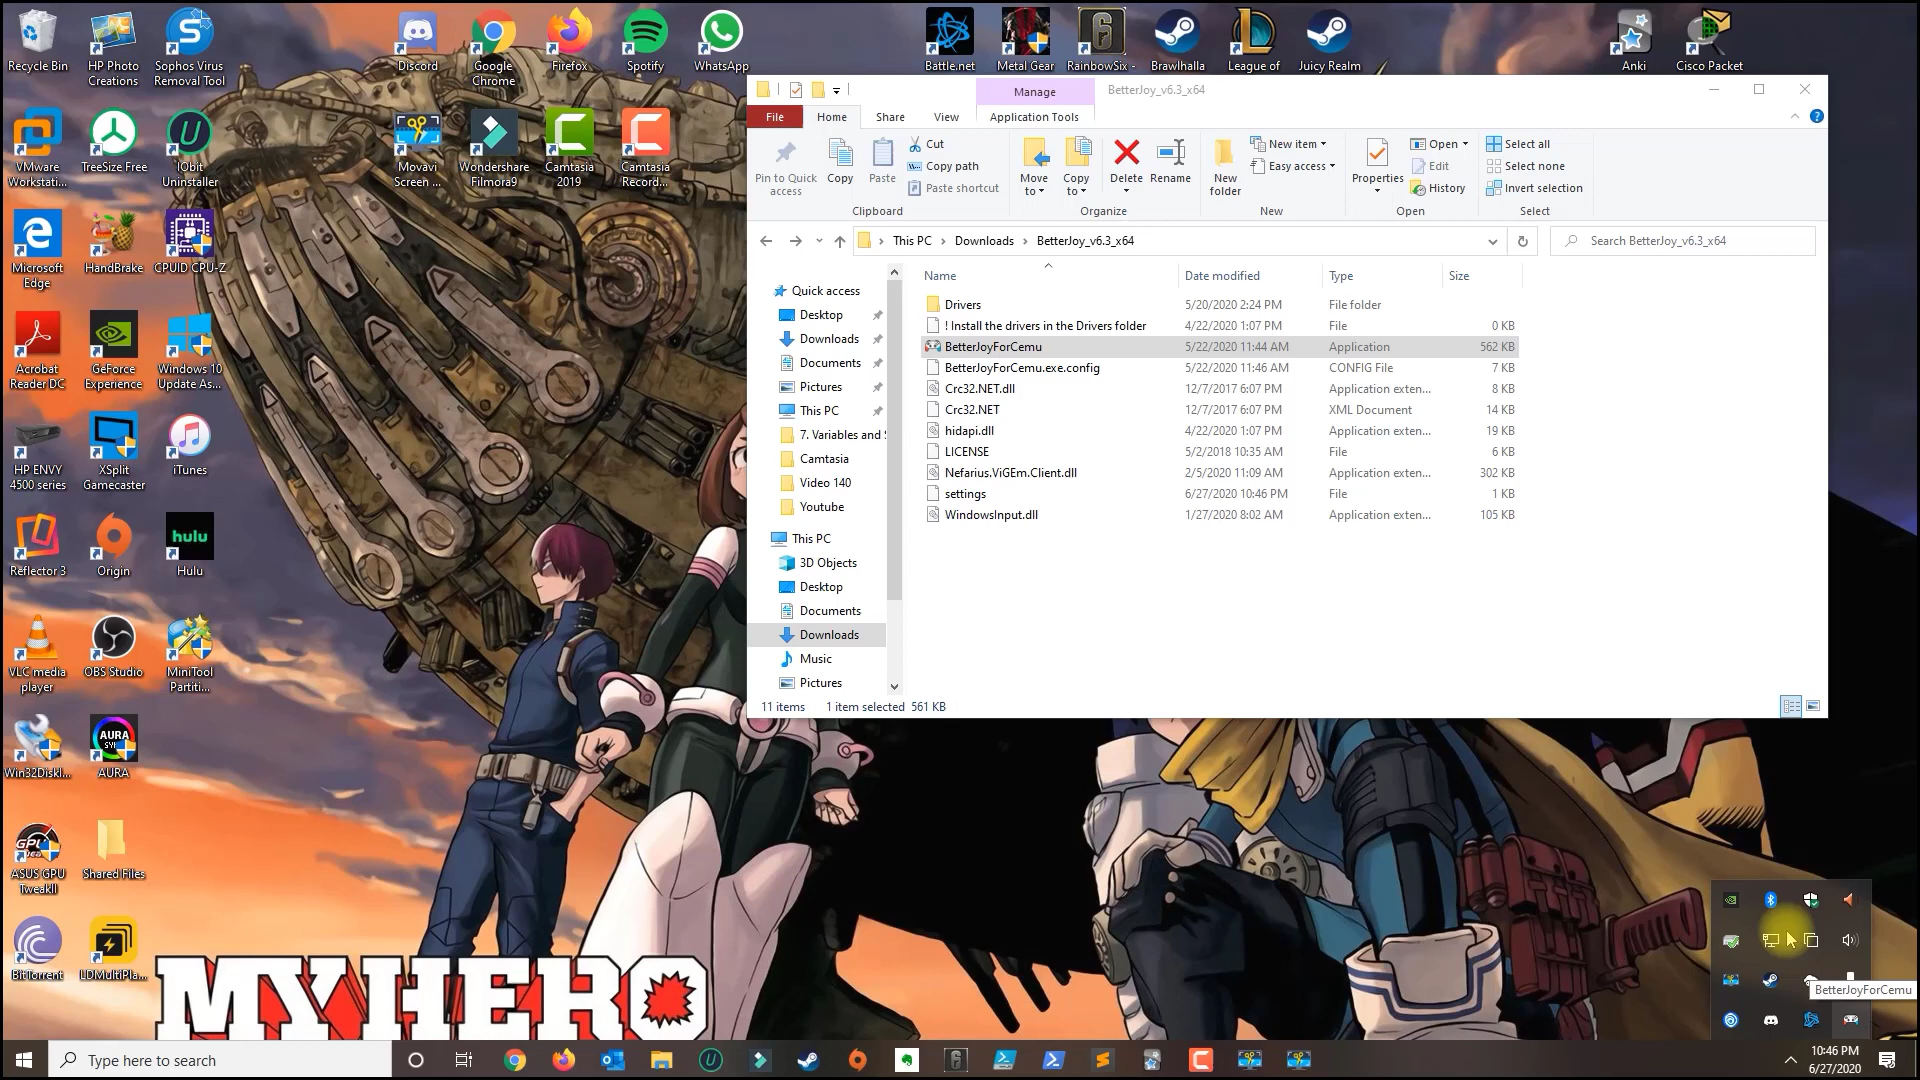 Recycle Bin
HP Photo
Creations
Sophos Virus
Removal Tool
Discord
Google
Chrome
Firefox
Spotify
WhatsApp
Battle.net
Metal Gear
RainbowSix -
Brawlhalla
League of
Juicy Realm
Anki
Cisco Packet
VMware
Workstati...
TreeSize Free
IObit
Uninstaller
Movavi
Screen ...
Wondershare
Filmora9
Camtasia
2019
Camtasia
Record...
Microsoft
Edge
HandBrake
CPUID CPU-Z
Acrobat
Reader DC
GeForce
Experience
Windows 10
Update As...
HP ENVY
4500 series
XSplit
Gamecaster
iTunes
Reflector 3
Origin
hulu
Hulu
VLC media
player
OBS Studio
MiniTool
Partiti...
Win32DiskI...
AURA
AURA
ASUS GPU
TweakII
Shared Files
BitTorrent
LDMultiPla...
MY HERO
Manage
BetterJoy_v6.3_x64
File
Home
Share
View
Application Tools
Pin to Quick
access
Copy
Paste
Cut
Copy path
Paste shortcut
Clipboard
Move
to
Copy
to
Delete
Rename
Organize
New
folder
New item
Easy access
New
Properties
Open
Edit
History
Open
Select all
Select none
Invert selection
Select
This PC
Downloads
BetterJoy_v6.3_x64
Search BetterJoy_v6.3_x64
Quick access
Desktop
Downloads
Documents
Pictures
This PC
7. Variables and S
Camtasia
Video 140
Youtube
This PC
3D Objects
Desktop
Documents
Downloads
Music
Pictures
Name Date modified Type Size
Drivers 5/20/2020 2:24 PM File folder
! Install the drivers in the Drivers folder 4/22/2020 1:07 PM File 0 KB
BetterJoyForCemu 5/22/2020 11:44 AM Application 562 KB
BetterJoyForCemu.exe.config 5/22/2020 11:46 AM CONFIG File 7 KB
Crc32.NET.dll 12/7/2017 6:07 PM Application exten... 8 KB
Crc32.NET 12/7/2017 6:07 PM XML Document 14 KB
hidapi.dll 4/22/2020 1:07 PM Application exten... 19 KB
LICENSE 5/2/2018 10:35 AM File 6 KB
Nefarius.ViGEm.Client.dll 2/5/2020 11:09 AM Application exten... 302 KB
settings 6/27/2020 10:46 PM File 1 KB
WindowsInput.dll 1/27/2020 8:02 AM Application exten... 105 KB
11 items 1 item selected 561 KB
BetterJoyForCemu
Type here to search
10:46 PM
6/27/2020